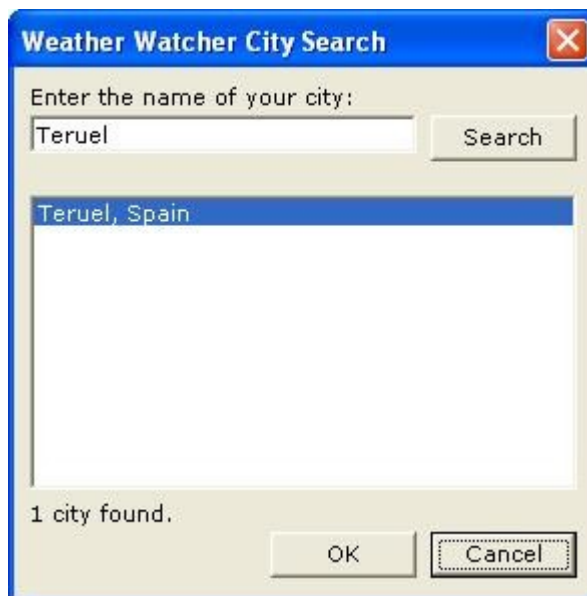 Weather Watcher City Search
Enter the name of your city:
Teruel
Search
Teruel, Spain
1 city found.
OK
Cancel